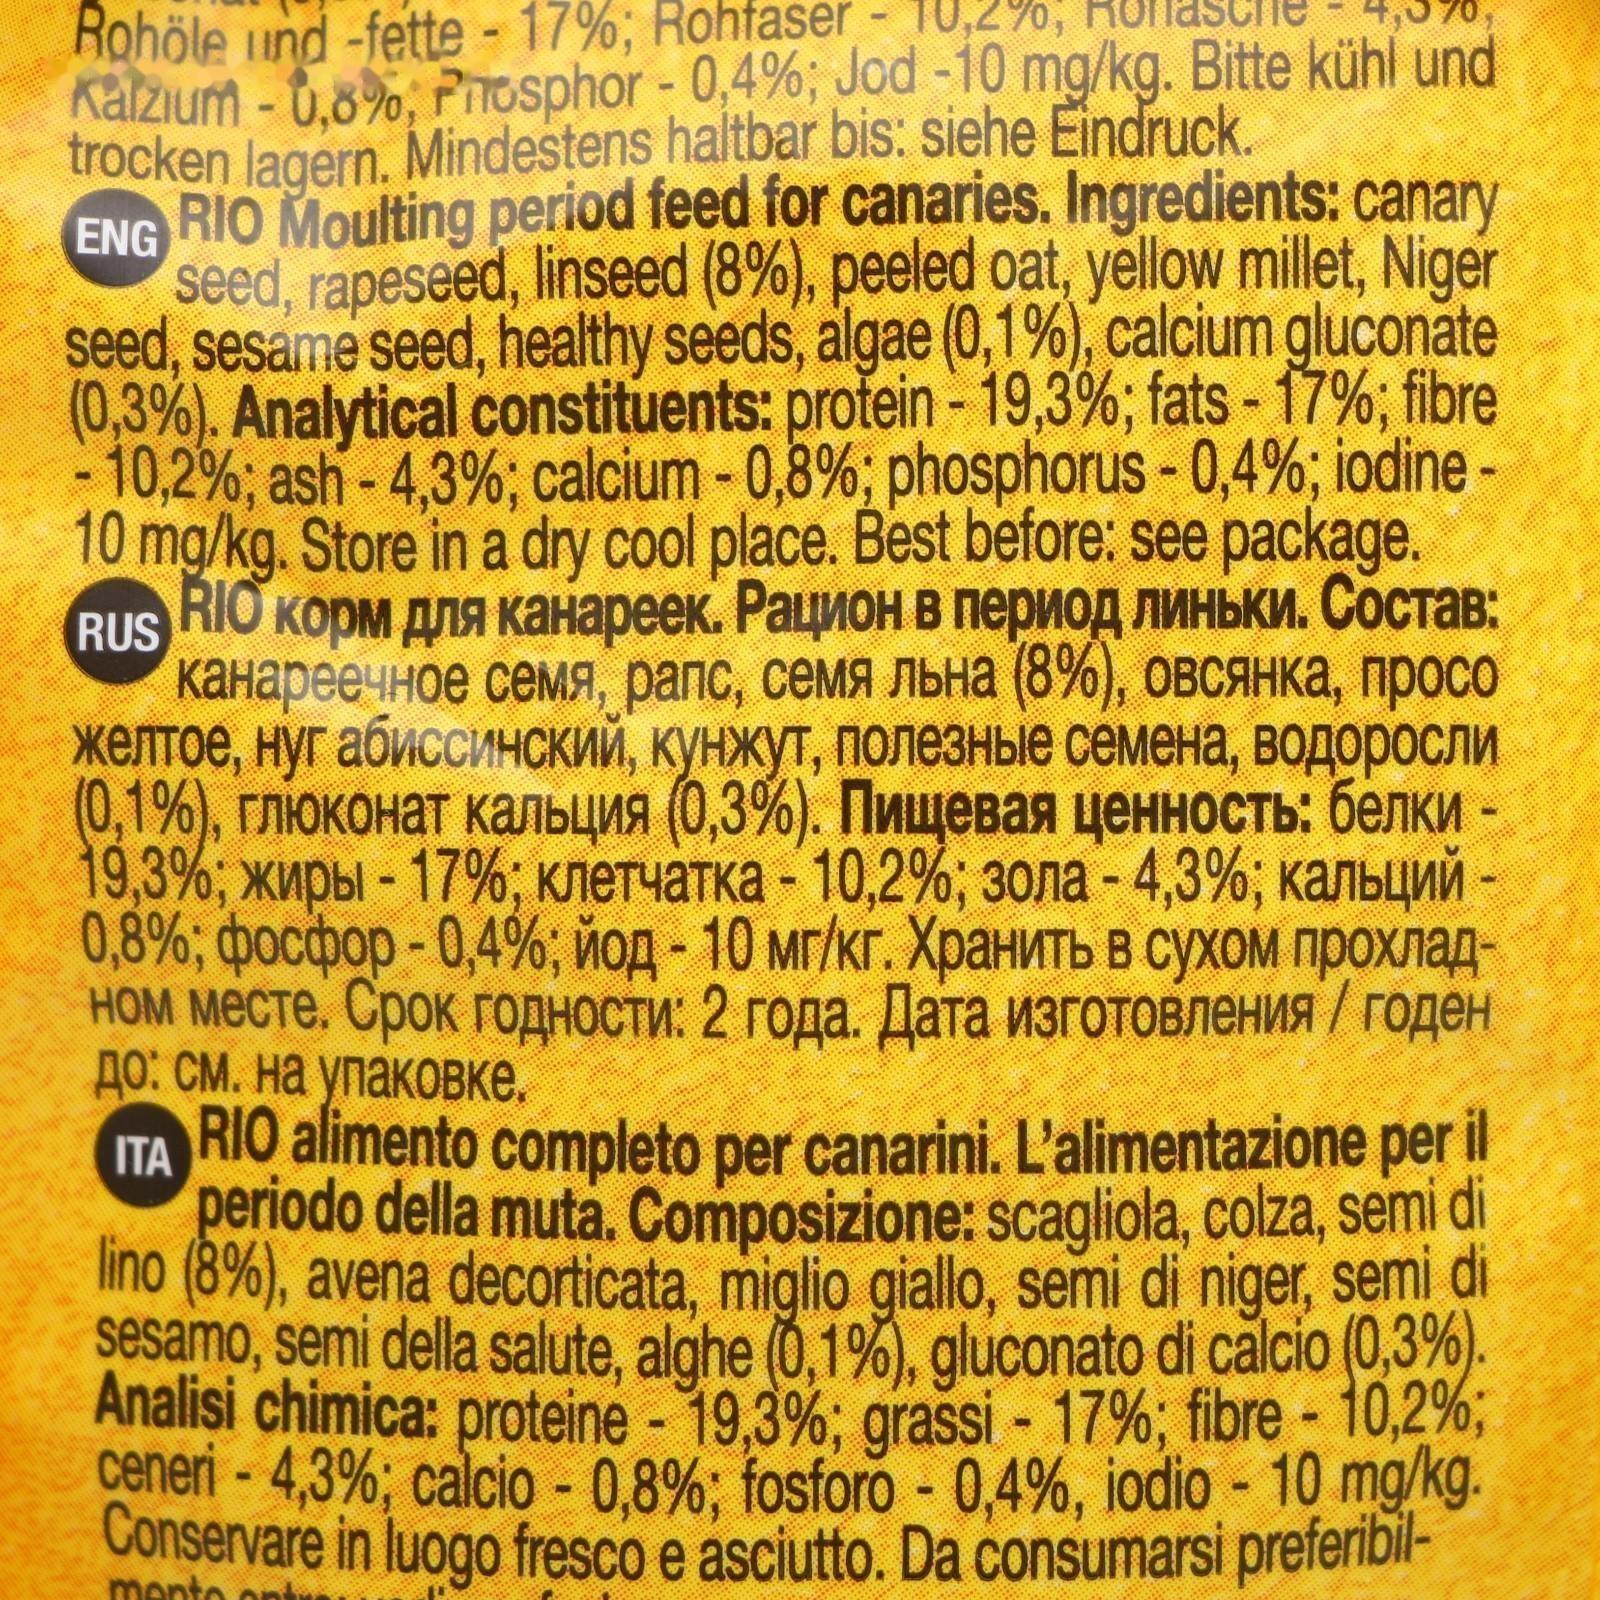 Rohöle und -fette - 17%; Rohfaser - 10,2%; Rohasche - 4,3%;
Kalzium - 0,8%; Phosphor - 0,4%; Jod -10 mg/kg. Bitte kühl und
trocken lagern. Mindestens haltbar bis: siehe Eindruck.
ENG RIO Moulting period feed for canaries. Ingredients: canary
seed, rapeseed, linseed (8%), peeled oat, yellow millet, Niger
seed, sesame seed, healthy seeds, algae (0,1%), calcium gluconate
(0,3%). Analytical constituents: protein - 19,3%; fats - 17%; fibre
- 10,2%; ash - 4,3%; calcium - 0,8%; phosphorus - 0,4%; iodine -
10 mg/kg. Store in a dry cool place. Best before: see package.
RUS RIO корм для канареек. Рацион в период линьки. Состав:
канареечное семя, рапс, семя льна (8%), овсянка, просо
желтое, нуг абиссинский, кунжут, полезные семена, водоросли
(0,1%), глюконат кальция (0,3%). Пищевая ценность: белки -
19,3%; жиры - 17%; клетчатка - 10,2%; зола - 4,3%; кальций -
0,8%; фосфор - 0,4%; йод - 10 мг/кг. Хранить в сухом прохлад-
ном месте. Срок годности: 2 года. Дата изготовления / годен
до: см. на упаковке.
ITA RIO alimento completo per canarini. L'alimentazione per il
periodo della muta. Composizione: scagliola, colza, semi di
lino (8%), avena decorticata, miglio giallo, semi di niger, semi di
sesamo, semi della salute, alghe (0,1%), gluconato di calcio (0,3%).
Analisi chimica: proteine - 19,3%; grassi - 17%; fibre - 10,2%;
ceneri - 4,3%; calcio - 0,8%; fosforo - 0,4%, iodio - 10 mg/kg.
Conservare in luogo fresco e asciutto. Da consumarsi preferibil-